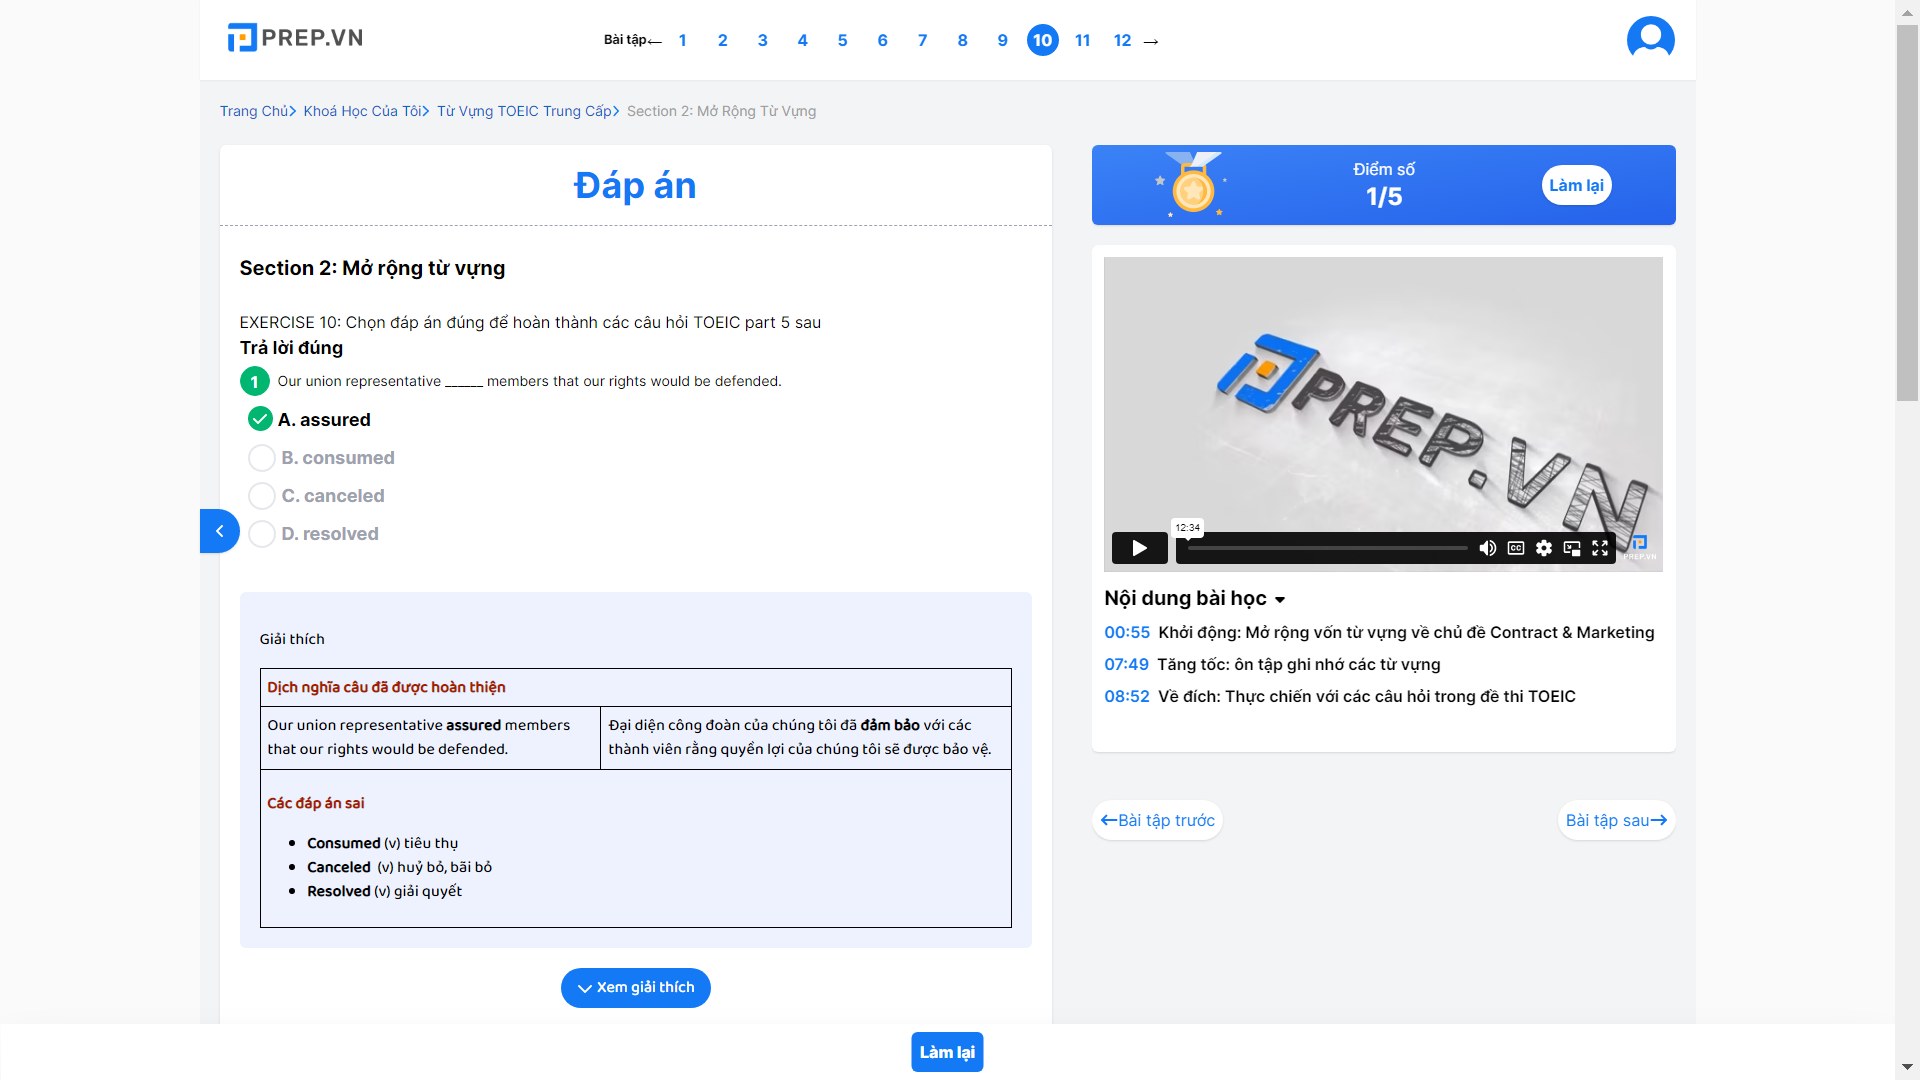 PREP.VN
Bài tập 1 2 3 4 5 6 7 8 9 10 11 12
Trang Chủ Khoá Học Của Tôi Từ Vựng TOEIC Trung Cấp Section 2: Mở Rộng Từ Vựng
Đáp án
Section 2: Mở rộng từ vựng
EXERCISE 10: Chọn đáp án đúng để hoàn thành các câu hỏi TOEIC part 5 sau
Trả lời đúng
1 Our union representative ______ members that our rights would be defended.
A. assured
B. consumed
C. canceled
D. resolved
Giải thích
Dịch nghĩa câu đã được hoàn thiện
Our union representative assured members
that our rights would be defended.
Đại diện công đoàn của chúng tôi đã đảm bảo với các
thành viên rằng quyền lợi của chúng tôi sẽ được bảo vệ.
Các đáp án sai
Consumed (v) tiêu thụ
Canceled (v) huỷ bỏ, bãi bỏ
Resolved (v) giải quyết
Xem giải thích
Điểm số
1/5
Làm lại
PREP.VN
12:34
CC
PREP.VN
Nội dung bài học
00:55 Khởi động: Mở rộng vốn từ vựng về chủ đề Contract & Marketing
07:49 Tăng tốc: ôn tập ghi nhớ các từ vựng
08:52 Về đích: Thực chiến với các câu hỏi trong đề thi TOEIC
Bài tập trước
Bài tập sau
Làm lại